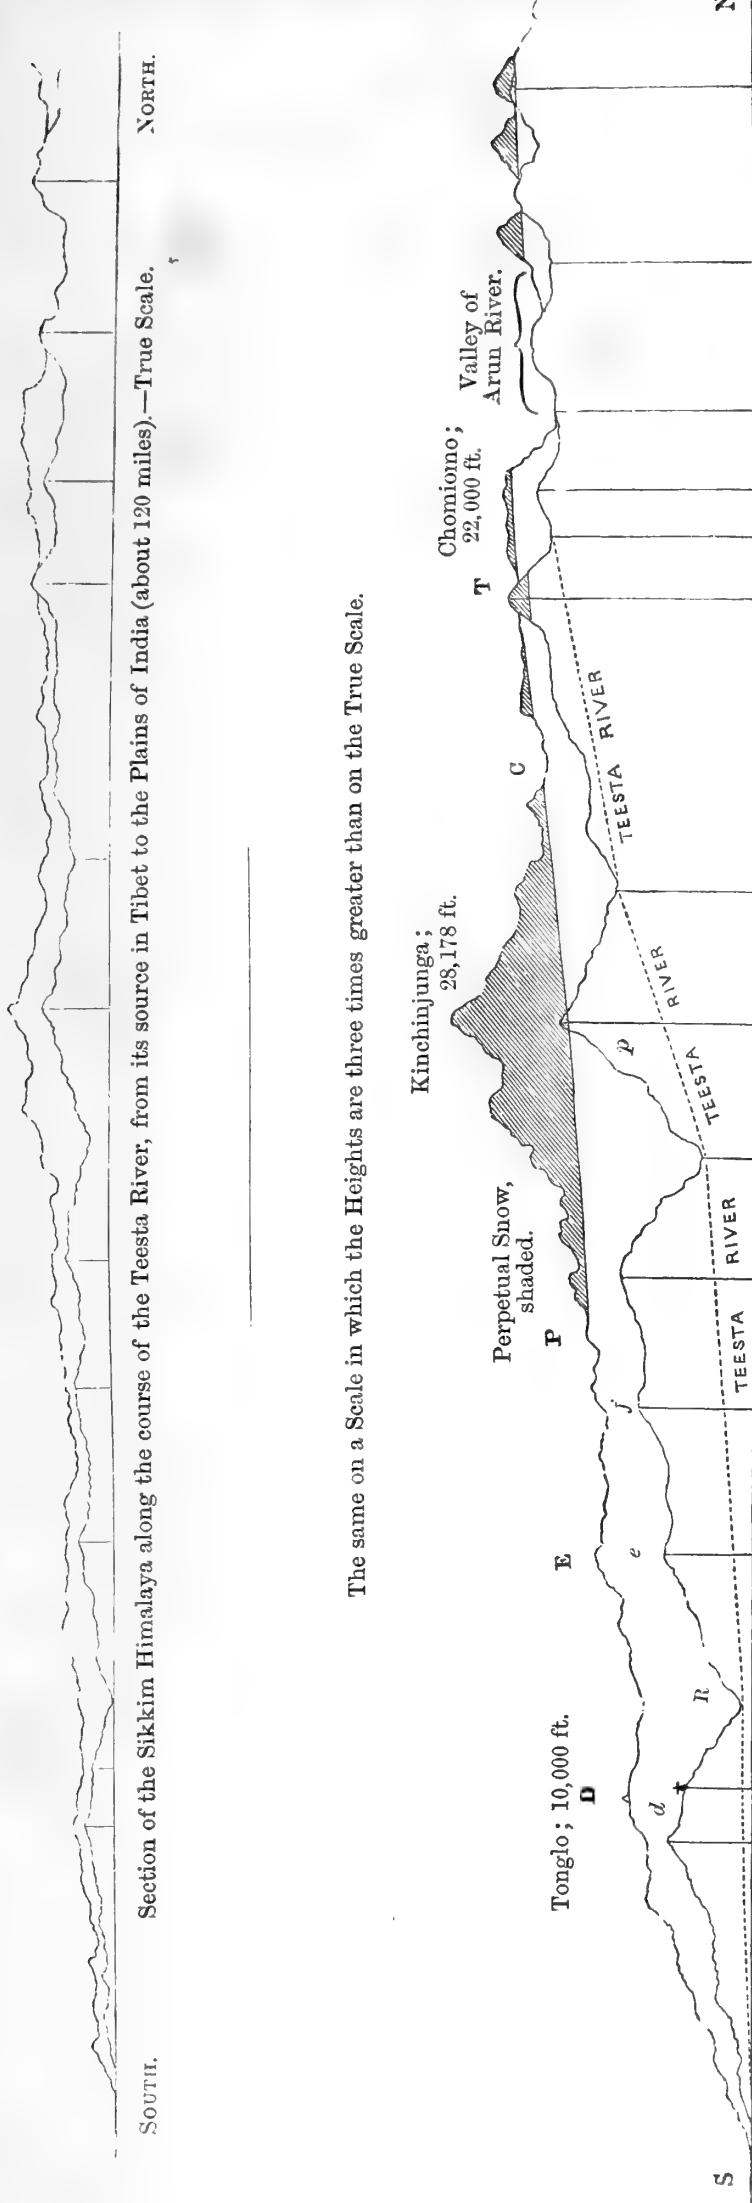 SOUTH.
NORTH.
Section of the Sikkim Himalaya along the course of the Teesta River, from its source in Tibet to the Plains of India (about 120 miles).—True Scale.
The same on a Scale in which the Heights are three times greater than on the True Scale.
Tonglo; 10,000 ft.
D
E
P
Perpetual Snow,
shaded.
Kinchinjunga;
28,178 ft.
C
T
Chomiomo;
22,000 ft.
Valley of
Arun River.
d
R
e
j
p
TEESTA RIVER
TEESTA RIVER
TEESTA RIVER
S
N